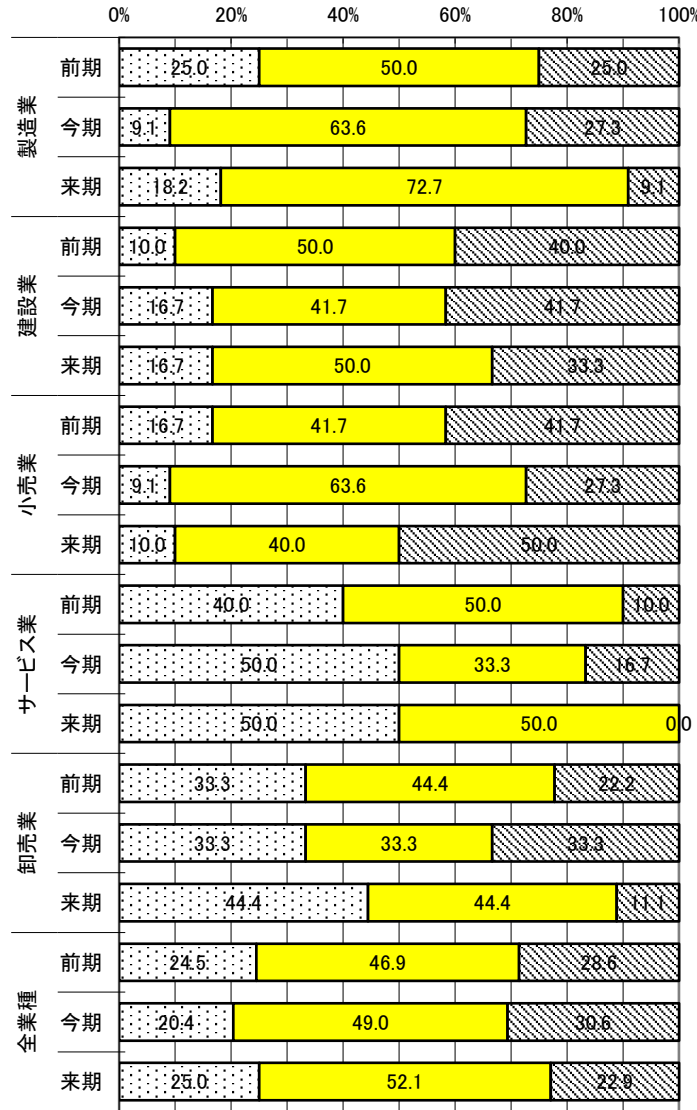 0% 20% 40% 60% 80% 100%
製造業
前期 25.0 50.0 25.0
今期 9.1 63.6 27.3
来期 18.2 72.7 9.1
建設業
前期 10.0 50.0 40.0
今期 16.7 41.7 41.7
来期 16.7 50.0 33.3
小売業
前期 16.7 41.7 41.7
今期 9.1 63.6 27.3
来期 10.0 40.0 50.0
サービス業
前期 40.0 50.0 10.0
今期 50.0 33.3 16.7
来期 50.0 50.0 0.0
卸売業
前期 33.3 44.4 22.2
今期 33.3 33.3 33.3
来期 44.4 44.4 11.1
全業種
前期 24.5 46.9 28.6
今期 20.4 49.0 30.6
来期 25.0 52.1 22.9